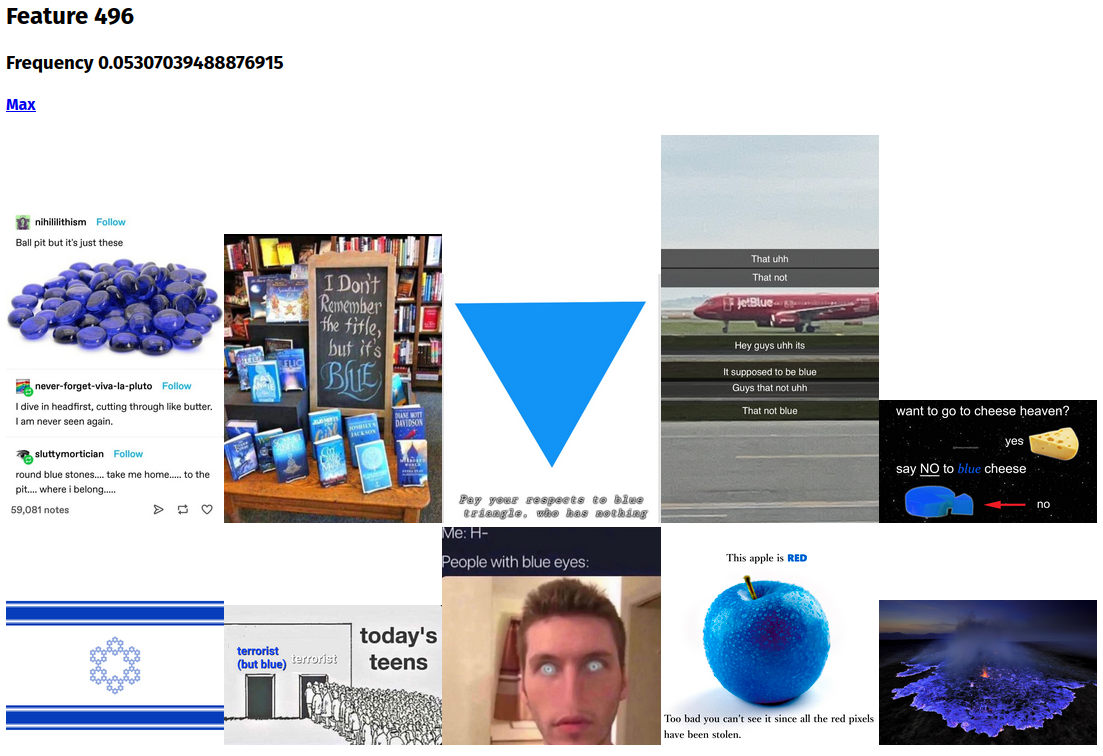 Feature 496
Frequency 0.05307039488876915
Max
nihililithism Follow
Ball pit but it's just these
never-forget-viva-la-pluto Follow
I dive in headfirst, cutting through like butter.
I am never seen again.
sluttymortician Follow
round blue stones.... take me home..... to the
pit.... where i belong.....
59,081 notes
I Don't
Remember
the title,
but it's
BLUE
DIANE MOTT
DAVIDSON
Pay your respects to blue
triangle, who has nothing
That uhh
That not
jetBlue
Hey guys uhh its
It supposed to be blue
Guys that not uhh
That not blue
want to go to cheese heaven?
yes
say NO to blue cheese
no
terrorist
(but blue)
terrorist
today's
teens
Me: H-
People with blue eyes:
This apple is RED
Too bad you can't see it since all the red pixels
have been stolen.